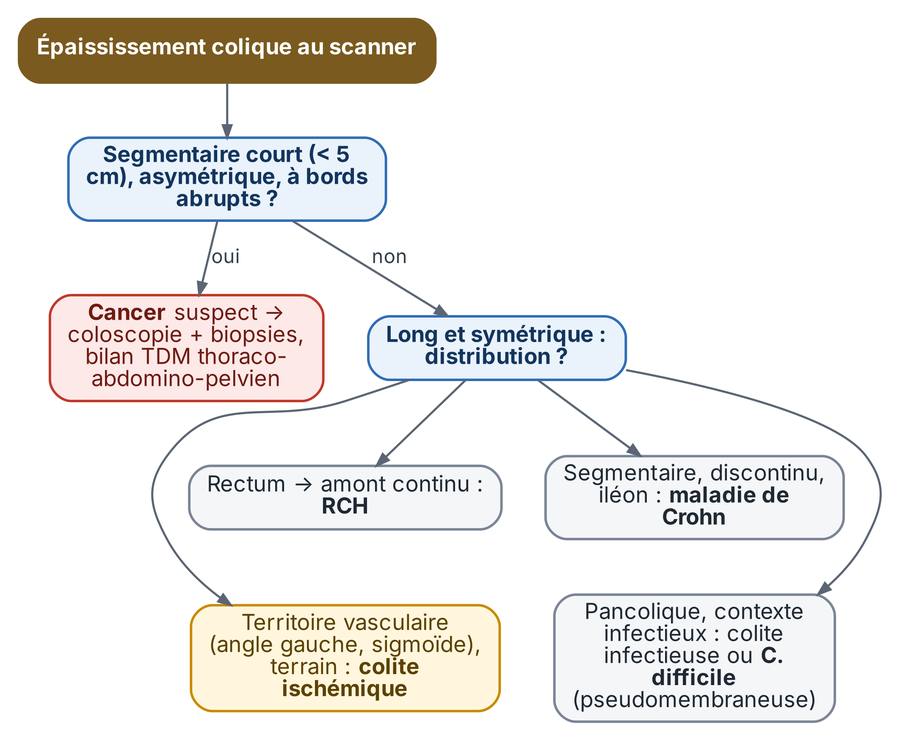 Épaississement colique au scanner
Segmentaire court (< 5
cm), asymétrique, à bords
abrupts ?
oui
non
Cancer suspect →
coloscopie + biopsies,
bilan TDM thoraco-
abdomino-pelvien
Long et symétrique :
distribution ?
Rectum → amont continu :
RCH
Segmentaire, discontinu,
iléon : maladie de
Crohn
Territoire vasculaire
(angle gauche, sigmoïde),
terrain : colite
ischémique
Pancolique, contexte
infectieux : colite
infectieuse ou C.
difficile
(pseudomembraneuse)